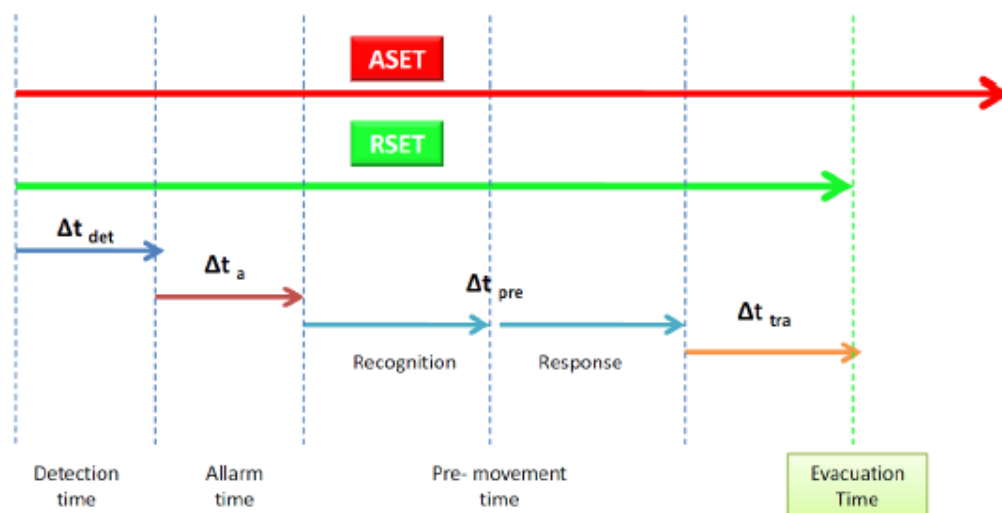 ASET
RSET
Δt det
Δt a
Δt pre
Δt tra
Recognition
Response
Detection
time
Allarm
time
Pre- movement
time
Evacuation
Time